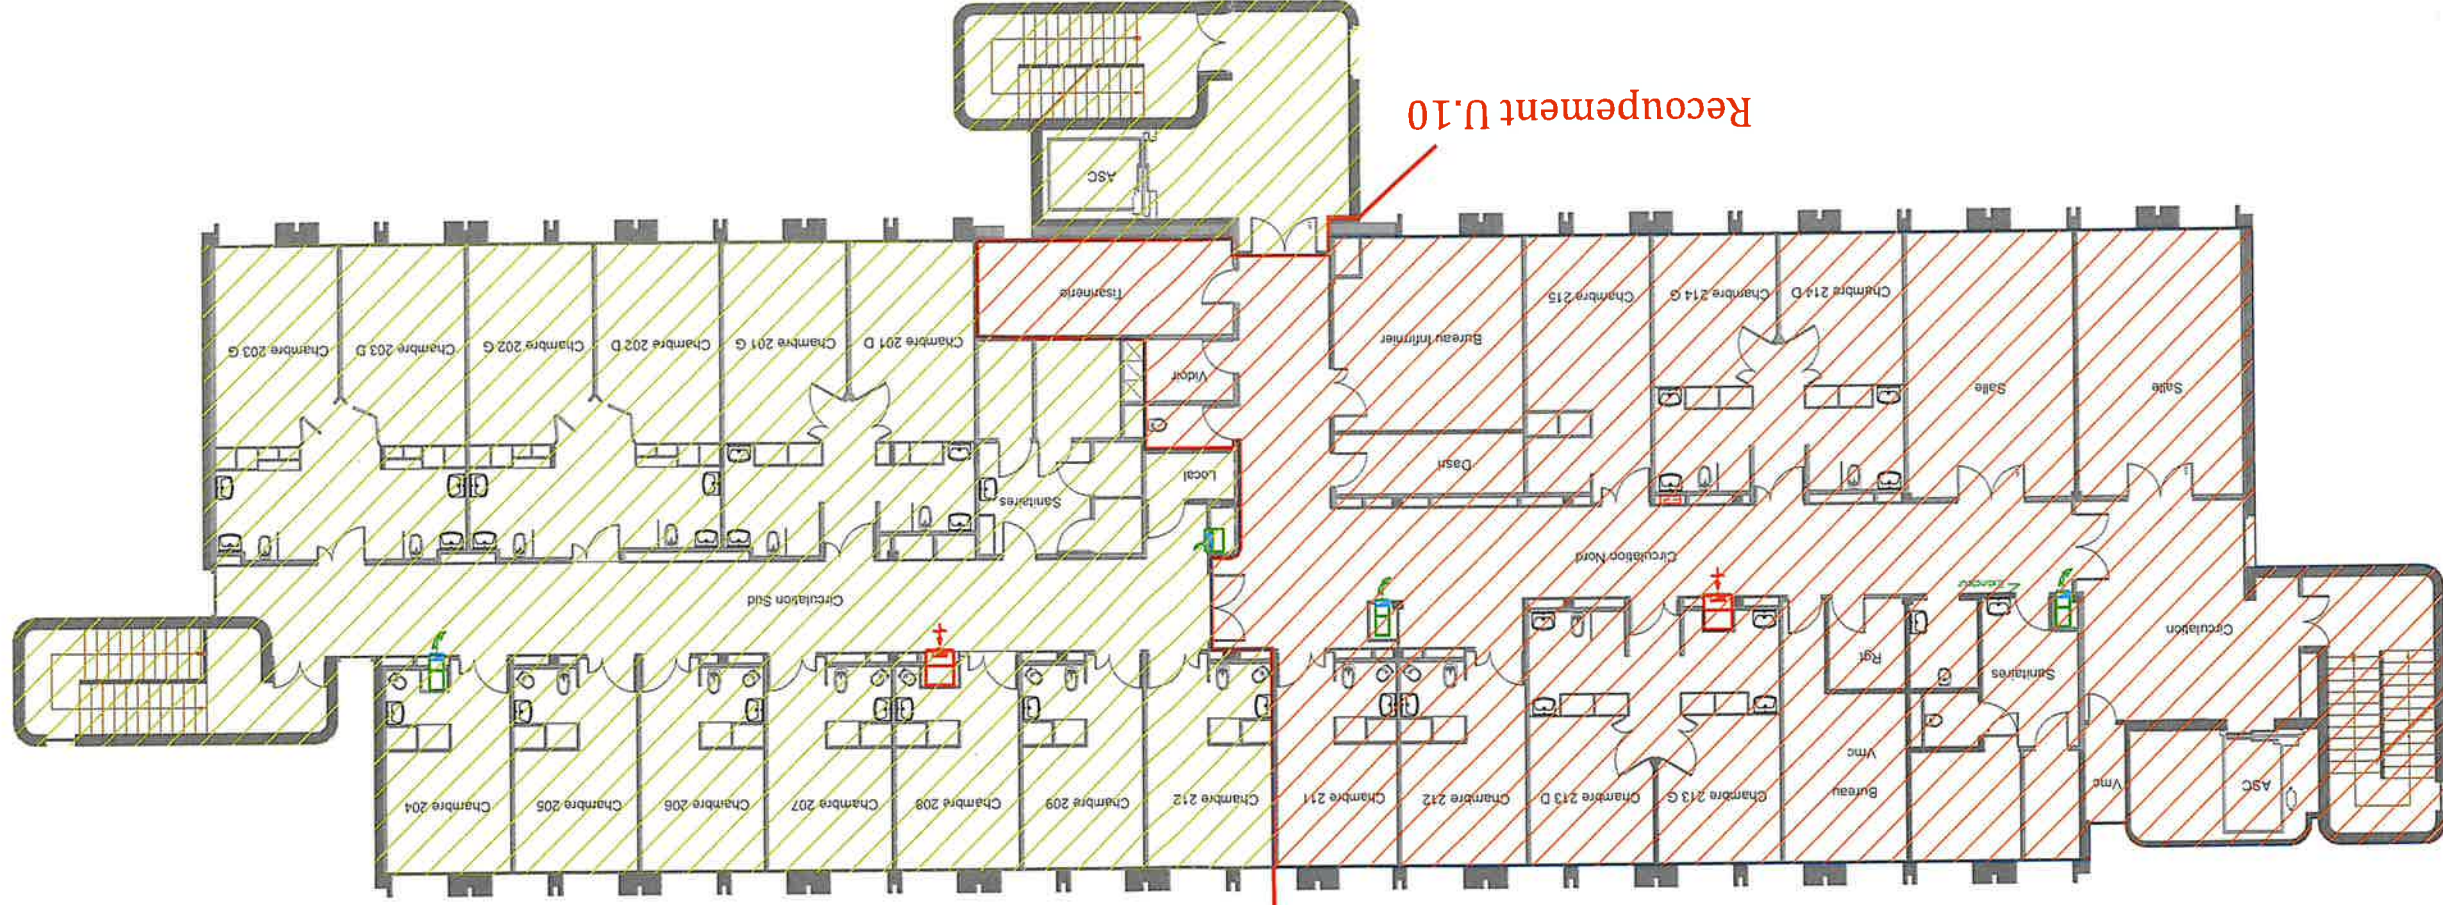 ASC
Vmc
Bureau
Vmc
Chambre 213 G
Chambre 213 D
Chambre 212
Chambre 211
Chambre 212
Chambre 209
Chambre 208
Chambre 207
Chambre 206
Chambre 205
Chambre 204
Sanitaires
Rgt
Circulation
Circulation Sud
Circulation Nord
Sanitaires
Local
Dasri
Salle
Salle
Vidoir
Bureau Infirmier
Chambre 201 D
Chambre 201 G
Chambre 202 D
Chambre 202 G
Chambre 203 D
Chambre 203 G
Chambre 214 D
Chambre 214 G
Chambre 215
Tisannerie
ASC
Recoupement U.10